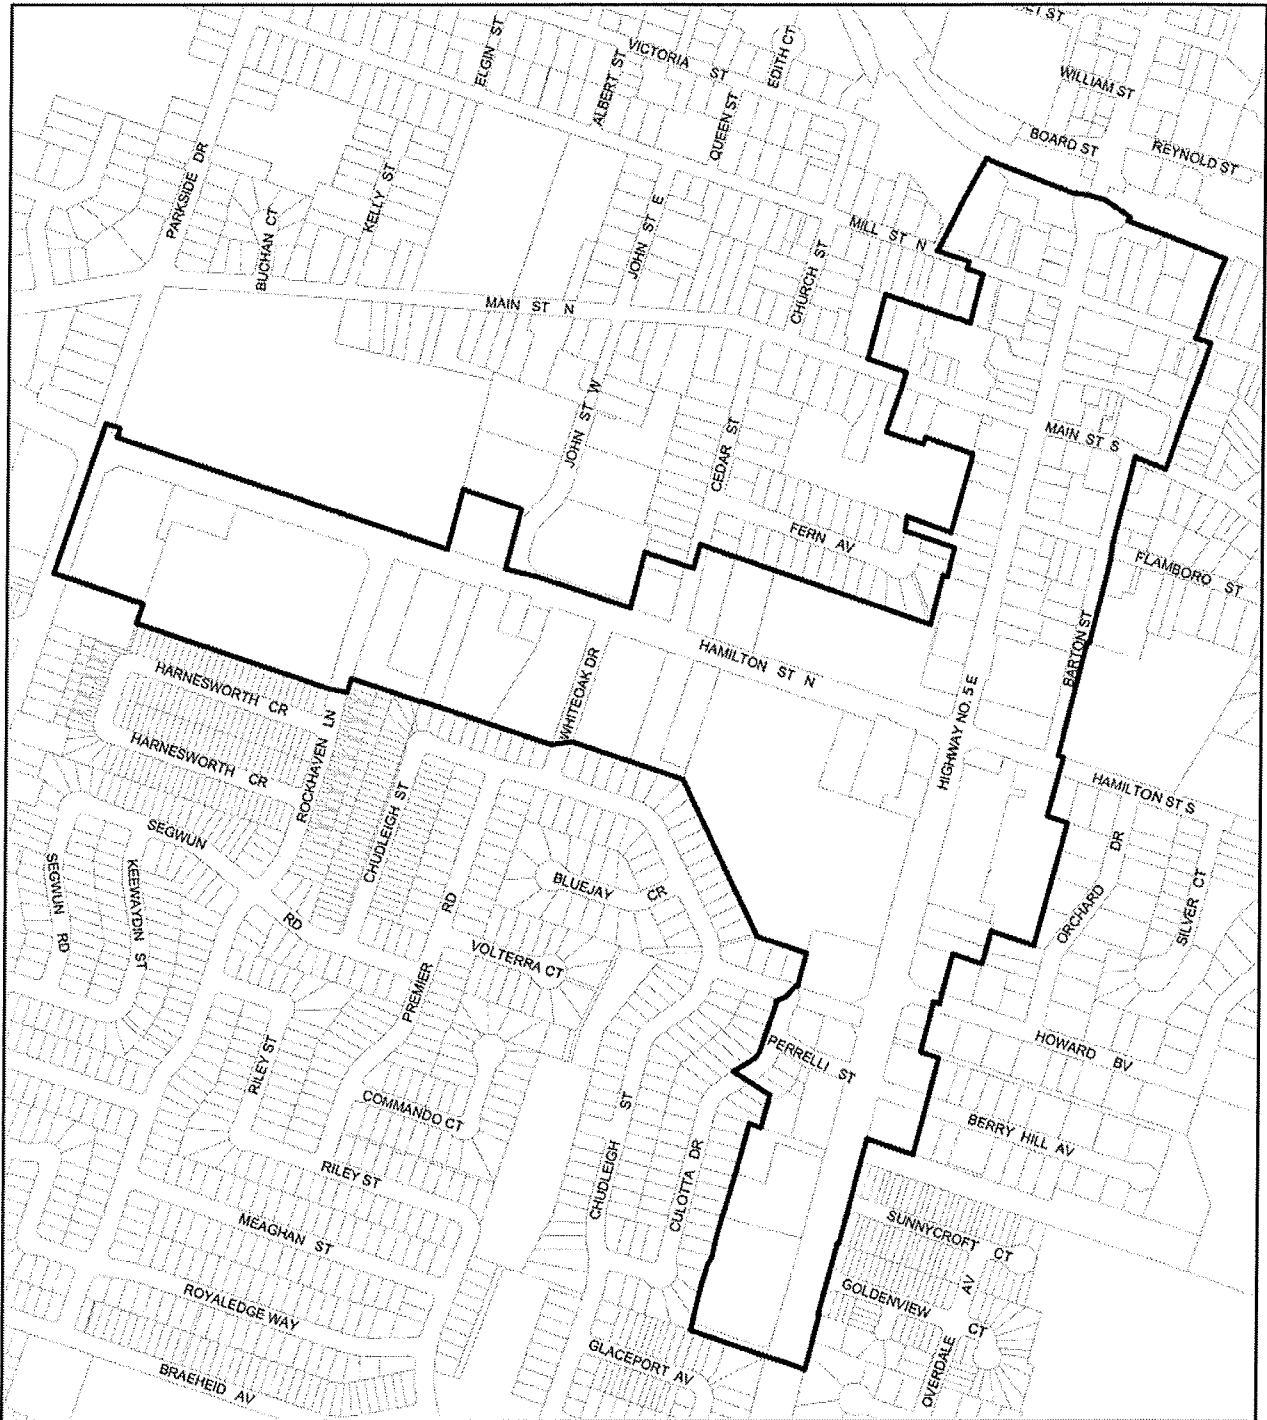 ELGIN ST
VICTORIA ST
EDITH CT
ALBERT ST
QUEEN ST
WILLIAM ST
BOARD ST
REYNOLD ST
PARKSIDE DR
BUCHAN CT
KELLY ST
JOHN ST E
MILL ST N
CHURCH ST
MAIN ST N
JOHN ST W
CEDAR ST
MAIN ST S
FERN AV
FLAMBORO ST
BARTON ST
HAMILTON ST N
WHITEOAK DR
HARNESWORTH CR
HIGHWAY NO. 5 E
HARNESWORTH CR
ROCKHAVEN LN
HAMILTON ST S
CHUDLEIGH ST
SEGWUN RD
SEGWUN RD
KEEWAYDIN ST
BLUEJAY CR
ORCHARD DR
SILVER CT
VOLTERRA CT
PREMIER RD
RILEY ST
PERRELLI ST
HOWARD BV
COMMANDO CT
BERRY HILL AV
CHUDLEIGH ST
CULOTTA DR
RILEY ST
MEAGHAN ST
SUNNYCROFT CT
ROYALEDGE WAY
GOLDENVIEW CT
OVERDALE AV
GLACEPORT AV
BRAEHEID AV